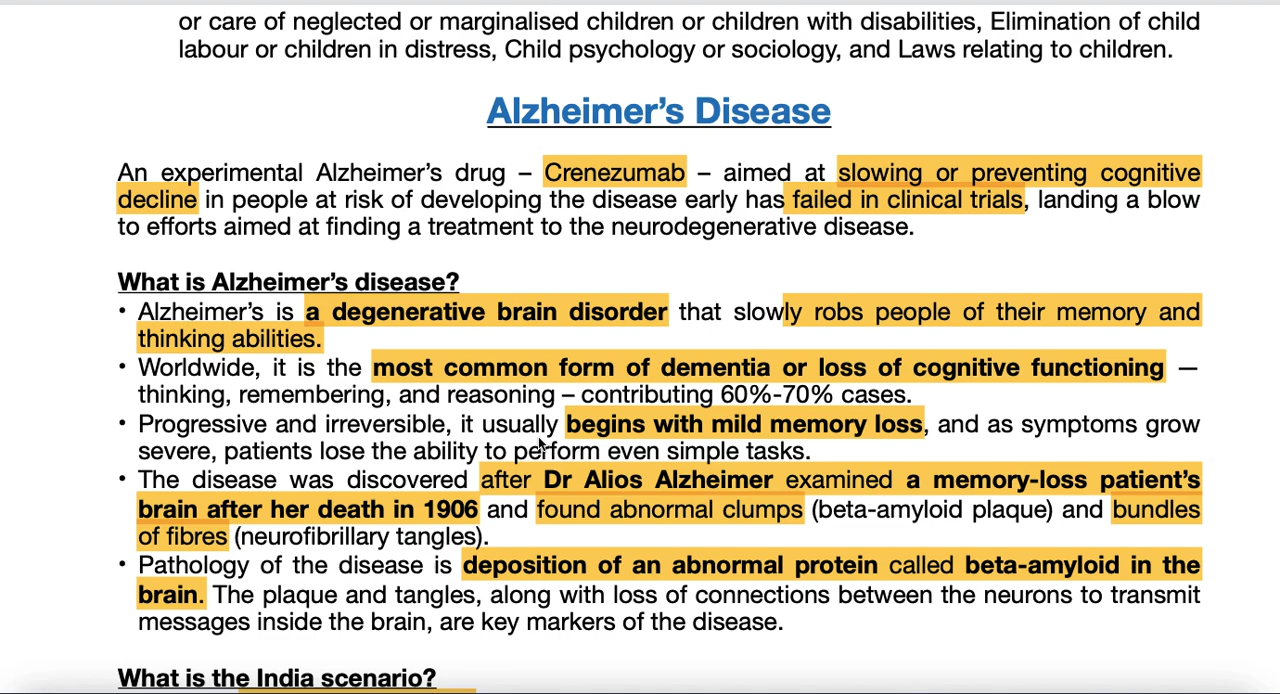 or care of neglected or marginalised children or children with disabilities, Elimination of child
labour or children in distress, Child psychology or sociology, and Laws relating to children.
Alzheimer’s Disease
An experimental Alzheimer’s drug – Crenezumab – aimed at slowing or preventing cognitive
decline in people at risk of developing the disease early has failed in clinical trials, landing a blow
to efforts aimed at finding a treatment to the neurodegenerative disease.
What is Alzheimer’s disease?
• Alzheimer’s is a degenerative brain disorder that slowly robs people of their memory and
thinking abilities.
• Worldwide, it is the most common form of dementia or loss of cognitive functioning —
thinking, remembering, and reasoning – contributing 60%-70% cases.
• Progressive and irreversible, it usually begins with mild memory loss, and as symptoms grow
severe, patients lose the ability to perform even simple tasks.
• The disease was discovered after Dr Alios Alzheimer examined a memory-loss patient’s
brain after her death in 1906 and found abnormal clumps (beta-amyloid plaque) and bundles
of fibres (neurofibrillary tangles).
• Pathology of the disease is deposition of an abnormal protein called beta-amyloid in the
brain. The plaque and tangles, along with loss of connections between the neurons to transmit
messages inside the brain, are key markers of the disease.
What is the India scenario?